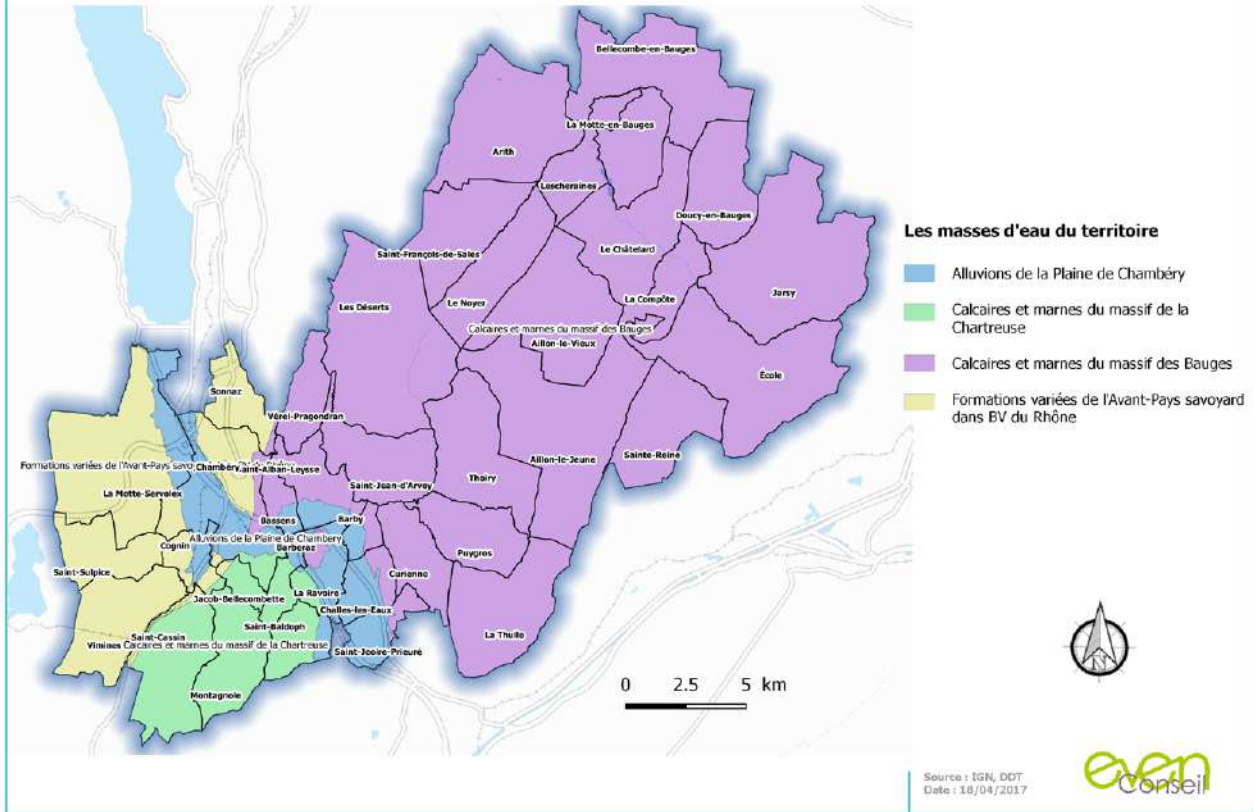 Bellecombe-en-Bauges
La Motte-en-Bauges
Arith
Lescheraines
Doucy-en-Bauges
Le Châtelard
Saint-François-de-Sales
Jarsy
La Compôte
Le Noyer
Les Déserts
Calcaires et marnes du massif des Bauges
Aillon-le-Vieux
École
Sonnaz
Vérel-Pragondran
Sainte-Reine
Aillon-le-Jeune
Formations variées de l'Avant-Pays
Chambéry
Saint-Alban-Leysse
Thoiry
Saint-Jean-d'Arvey
La Motte-Servolex
Bassens
Barby
Alluvions de la Plaine de Chambery
Cognin
Barberaz
Puygros
Saint-Sulpice
Curienne
La Ravoire
Jacob-Bellecombette
Challes-les-Eaux
Saint-Baldoph
La Thuile
Saint-Cassin
Vimines
Calcaires et marnes du massif de la Chartreuse
Saint-Jeoire-Prieuré
Montagnole
0 2.5 5 km
Les masses d'eau du territoire
Alluvions de la Plaine de Chambéry
Calcaires et marnes du massif de la
Chartreuse
Calcaires et marnes du massif des Bauges
Formations variées de l'Avant-Pays savoyard
dans BV du Rhône
N
Source : IGN, DDT
Date : 18/04/2017
even
Conseil